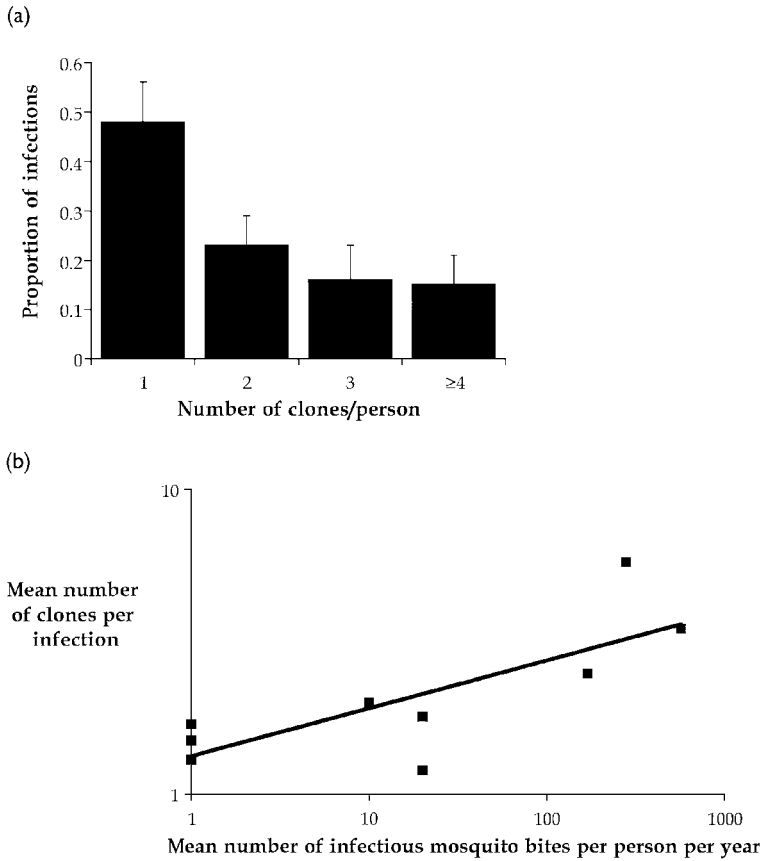 (a)
0.6
0.5
0.4
0.3
0.2
0.1
0
Proportion of infections
1 2 3 ≥4
Number of clones/person
(b)
10
Mean number
of clones per
infection
1
1 10 100 1000
Mean number of infectious mosquito bites per person per year